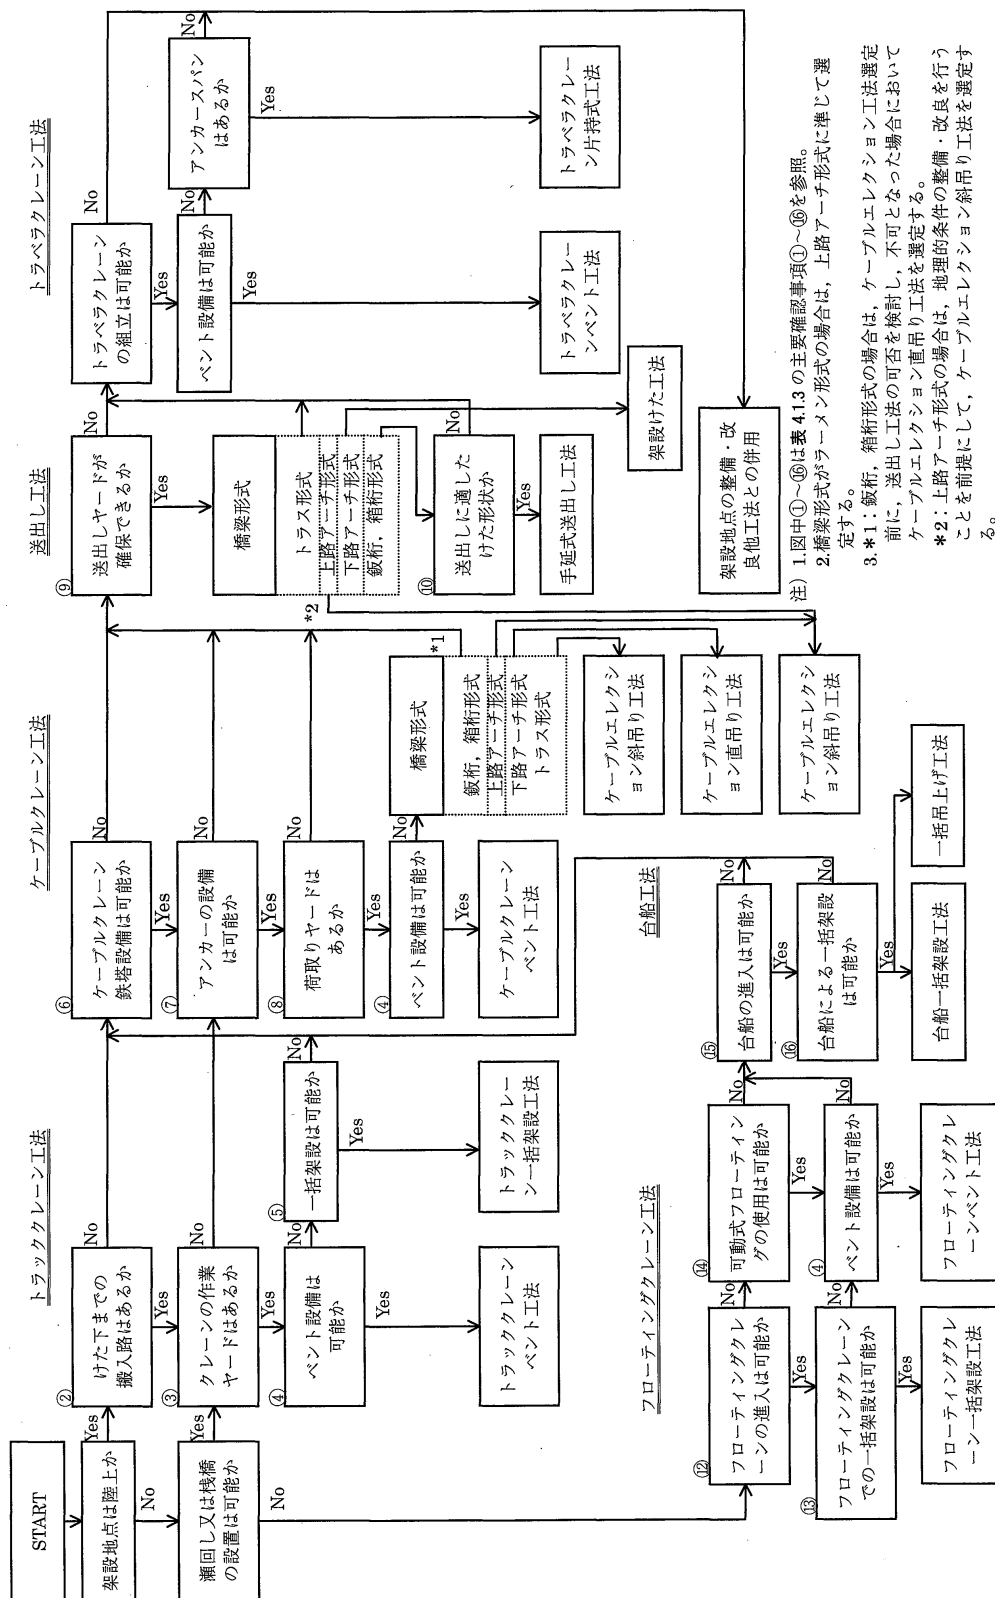 START
架設地点は陸上か
Yes
No
瀬回し又は桟橋
の設置は可能か
Yes
No
トラッククレーン工法
②
けた下までの
搬入路はあるか
No
Yes
③
クレーンの作業
ヤードはあるか
No
Yes
④
ベント設備は
可能か
No
Yes
トラッククレーン
ベント工法
⑤
一括架設は可能か
No
Yes
トラッククレー
ン一括架設工法
ケーブルクレーン工法
⑥
ケーブルクレーン
鉄塔設備は可能か
No
Yes
⑦
アンカーの設備
は可能か
No
Yes
⑧
荷取りヤードは
あるか
No
Yes
④
ベント設備は可能か
No
Yes
ケーブルクレーン
ベント工法
橋梁形式
*1
鈑桁，箱桁形式
上路アーチ形式
下路アーチ形式
トラス形式
ケーブルエレクシ
ョン斜吊り工法
ケーブルエレクシ
ョン直吊り工法
ケーブルエレクシ
ョン斜吊り工法
送出し工法
⑨
送出しヤードが
確保できるか
No
Yes
橋梁形式
トラス形式
*2
上路アーチ形式
下路アーチ形式
鈑桁，箱桁形式
⑩
送出しに適した
けた形状か
No
Yes
手延式送出し工法
架設けた工法
トラベラクレーン工法
トラベラクレーン
の組立は可能か
No
Yes
ベント設備は可能か
No
Yes
トラベラクレー
ンベント工法
アンカースパン
はあるか
No
Yes
トラベラクレー
ン片持式工法
架設地点の整備・改
良他工法との併用
フローティングクレーン工法
⑫
フローティングクレ
ーンの進入は可能か
No
Yes
⑬
フローティングクレーン
での一括架設は可能か
No
Yes
フローティングクレ
ーン一括架設工法
⑭
可動式フローティン
グの使用は可能か
No
Yes
④
ベント設備は可能か
No
Yes
フローティングクレ
ーンベント工法
台船工法
⑮
台船の進入は可能か
No
Yes
⑯
台船による一括架設
は可能か
No
Yes
台船一括架設工法
一括吊上げ工法
注）1.図中①～⑯は表4.1.3の主要確認事項①～⑯を参照。
2.橋梁形式がラーメン形式の場合は，上路アーチ形式に準じて選
定する。
3.＊1：鈑桁，箱桁形式の場合は，ケーブルエレクション工法選定
前に，送出し工法の可否を検討し，不可となった場合において
ケーブルエレクション直吊り工法を選定する。
＊2：上路アーチ形式の場合は，地理的条件の整備・改良を行う
ことを前提にして，ケーブルエレクション斜吊り工法を選定す
る。